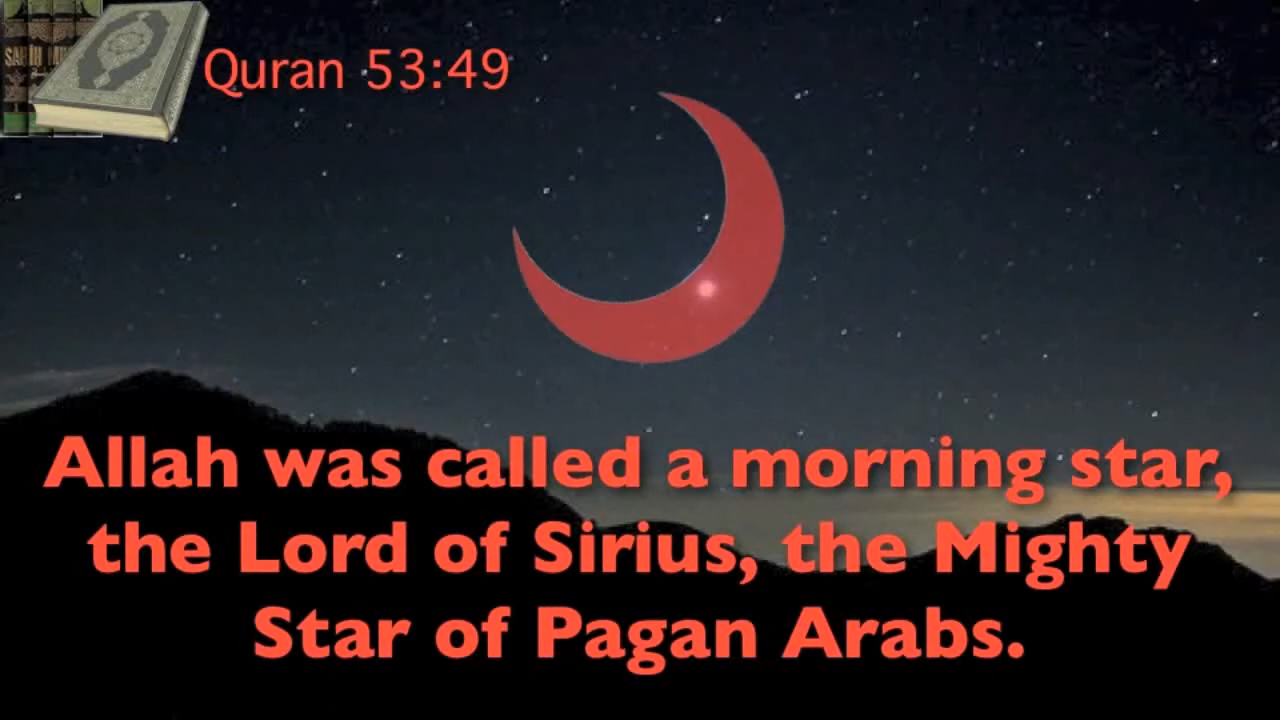 Quran 53:49
Allah was called a morning star,
the Lord of Sirius, the Mighty
Star of Pagan Arabs.